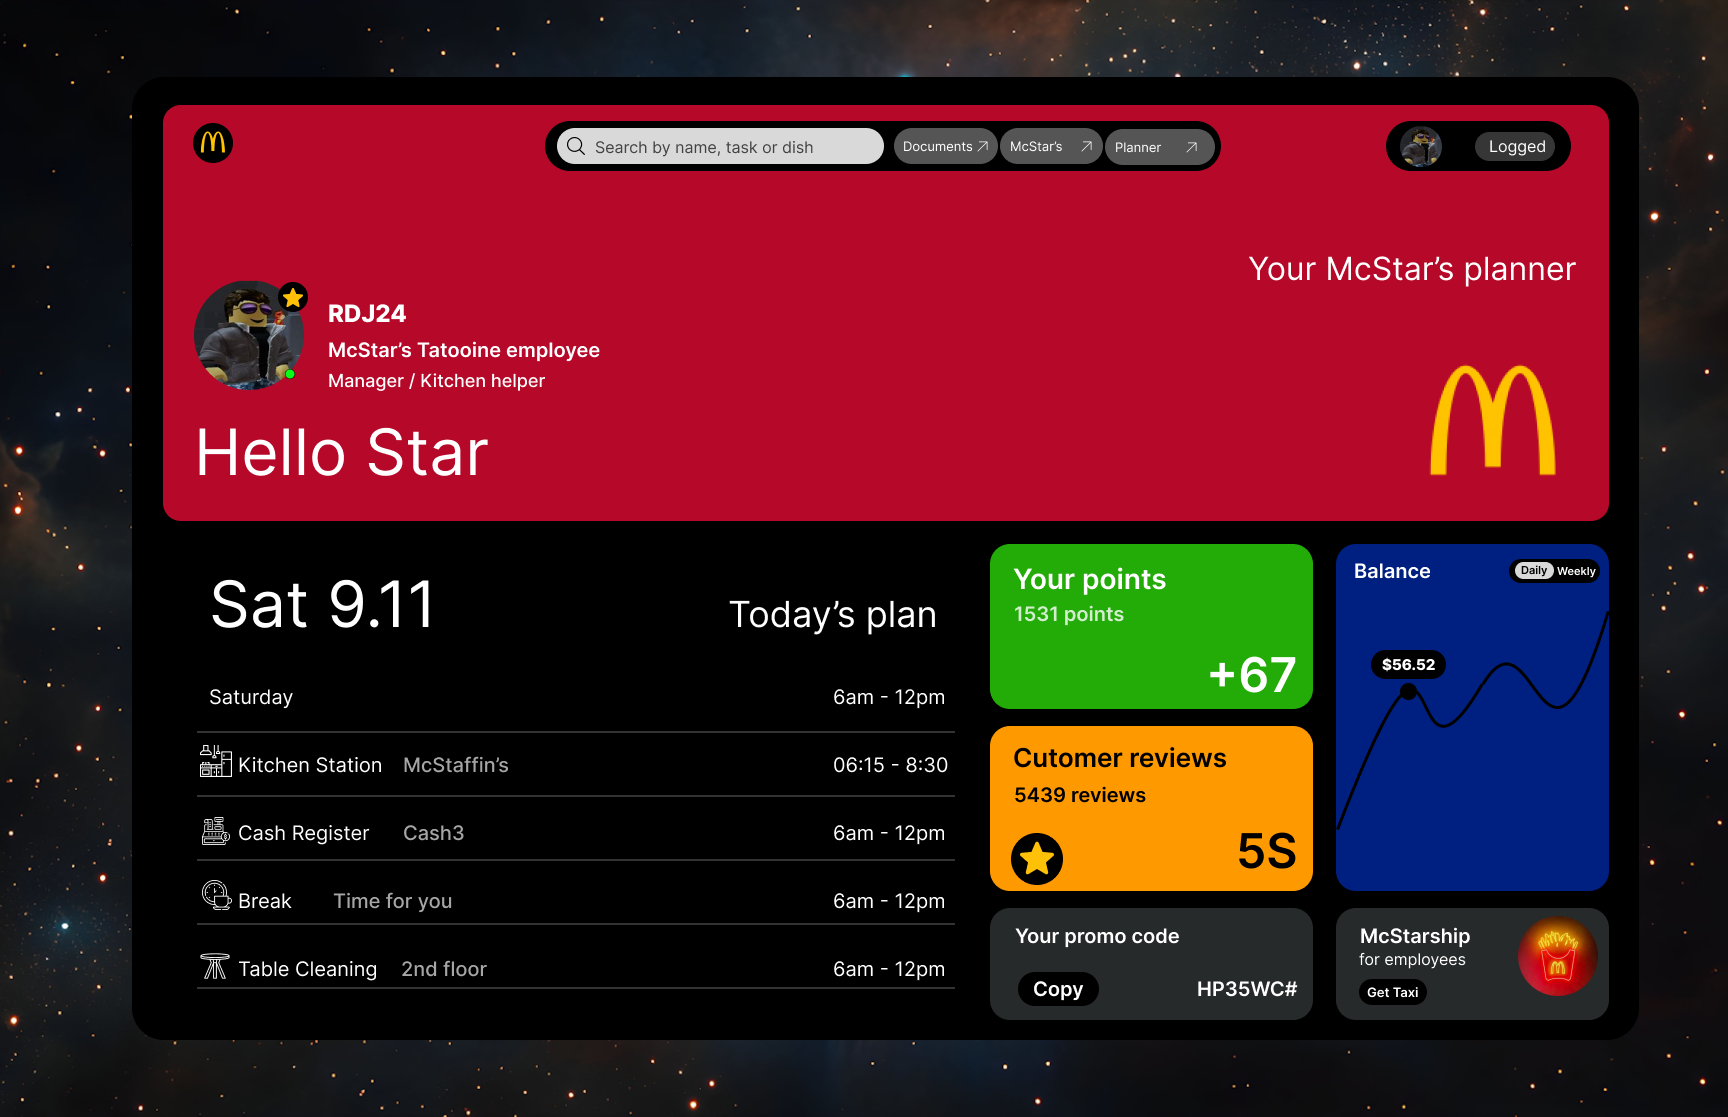 Search by name, task or dish
Documents
McStar’s
Planner
Logged
Your McStar’s planner
RDJ24
McStar’s Tatooine employee
Manager / Kitchen helper
Hello Star
Sat 9.11
Today’s plan
Saturday 6am - 12pm
Kitchen Station McStaffin’s 06:15 - 8:30
Cash Register Cash3 6am - 12pm
Break Time for you 6am - 12pm
Table Cleaning 2nd floor 6am - 12pm
Your points
1531 points
+67
Cutomer reviews
5439 reviews
5S
Your promo code
Copy HP35WC#
Balance
Daily Weekly
$56.52
McStarship
for employees
Get Taxi